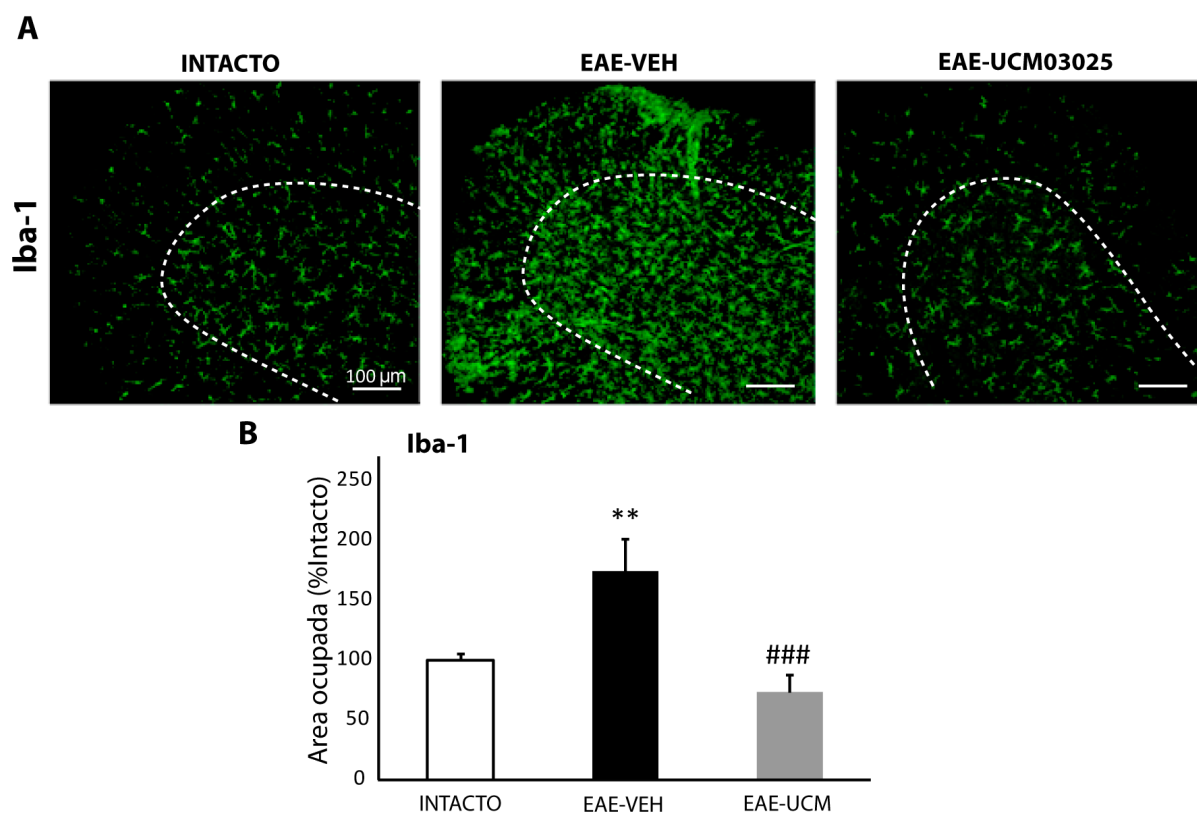 A
INTACTO
EAE-VEH
EAE-UCM03025
Iba-1
100 µm
B
Iba-1
Area ocupada (%Intacto)
250
200
150
100
50
0
**
###
INTACTO
EAE-VEH
EAE-UCM